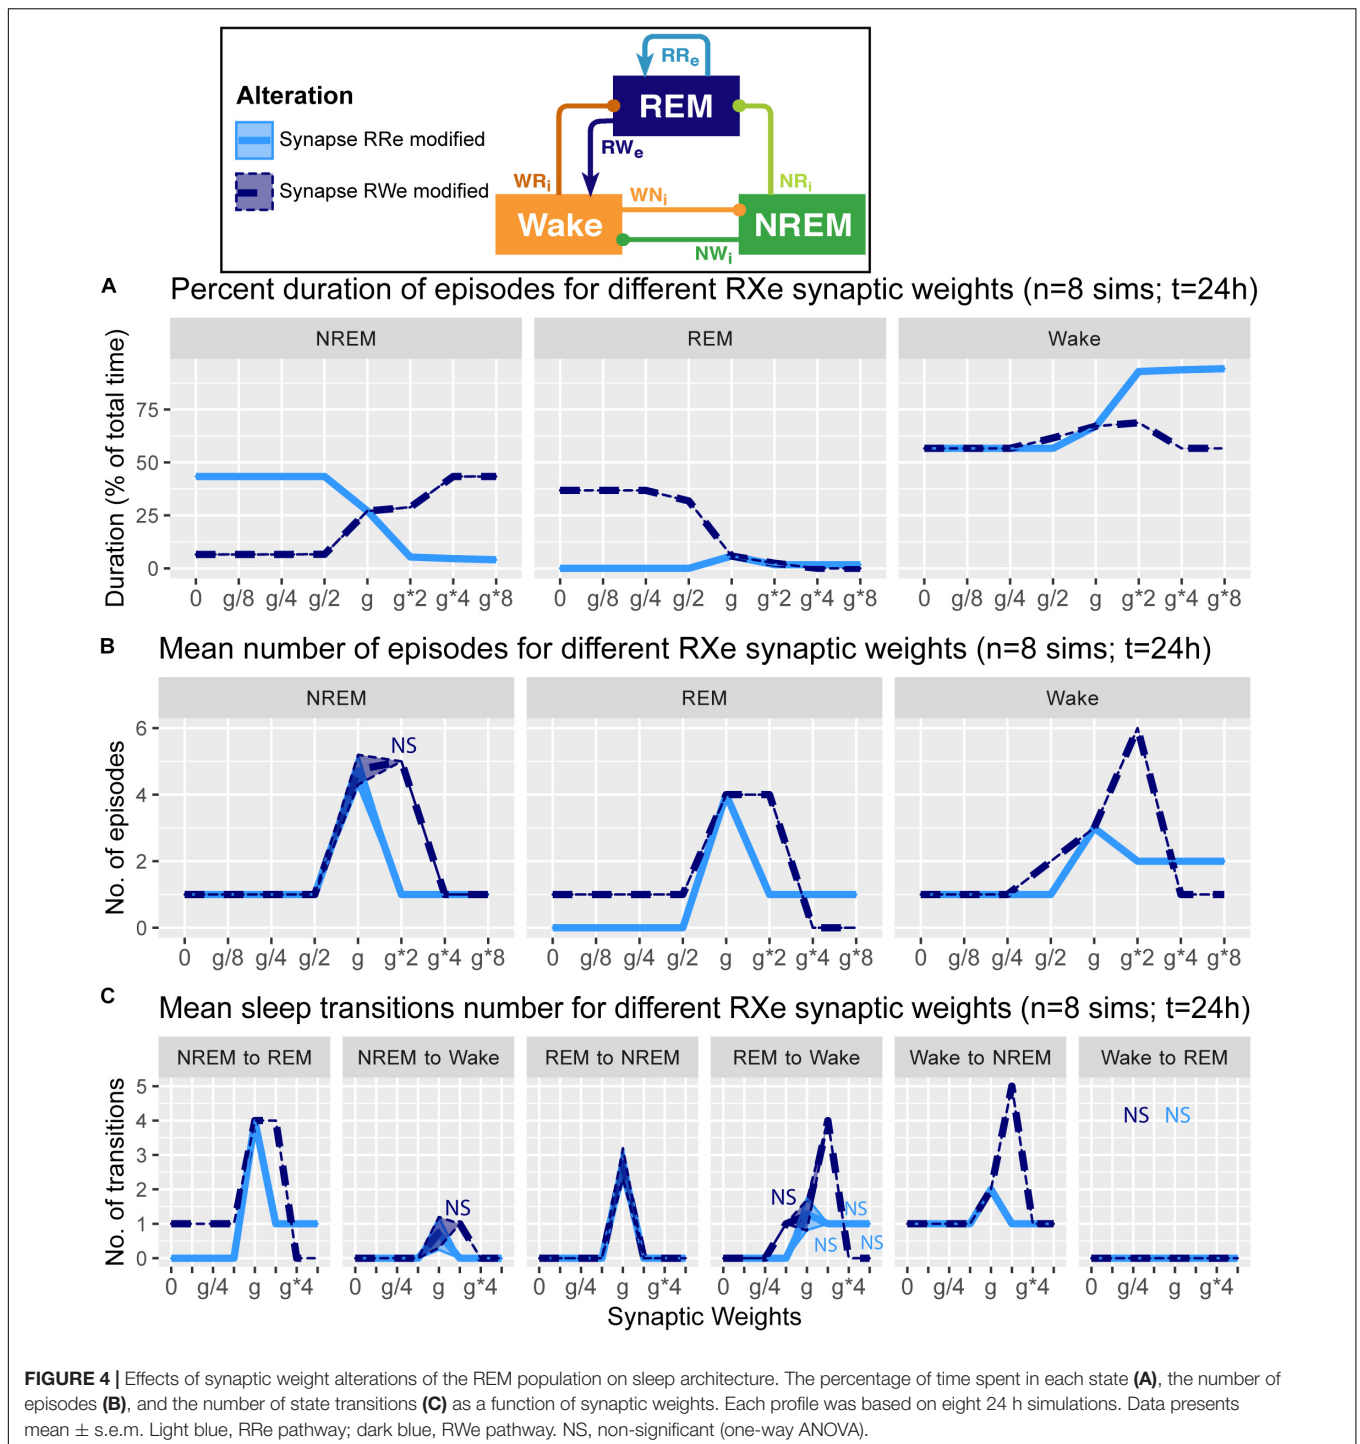 Alteration
Synapse RRe modified
Synapse RWe modified
RRe
REM
RWe
WRi
WNi
NRi
Wake
NREM
NWi
A
Percent duration of episodes for different RXe synaptic weights (n=8 sims; t=24h)
NREM REM Wake
Duration (% of total time)
75
50
25
0
0 g/8 g/4 g/2 g g*2 g*4 g*8 0 g/8 g/4 g/2 g g*2 g*4 g*8 0 g/8 g/4 g/2 g g*2 g*4 g*8
B
Mean number of episodes for different RXe synaptic weights (n=8 sims; t=24h)
NREM REM Wake
No. of episodes
6
4
2
0
NS
0 g/8 g/4 g/2 g g*2 g*4 g*8 0 g/8 g/4 g/2 g g*2 g*4 g*8 0 g/8 g/4 g/2 g g*2 g*4 g*8
C
Mean sleep transitions number for different RXe synaptic weights (n=8 sims; t=24h)
NREM to REM NREM to Wake REM to NREM REM to Wake Wake to NREM Wake to REM
No. of transitions
5
4
3
2
1
0
NS
NS
NS
NS
NS
NS NS
0 g/4 g g*4 0 g/4 g g*4 0 g/4 g g*4 0 g/4 g g*4 0 g/4 g g*4 0 g/4 g g*4
Synaptic Weights
FIGURE 4 | Effects of synaptic weight alterations of the REM population on sleep architecture. The percentage of time spent in each state (A), the number of
episodes (B), and the number of state transitions (C) as a function of synaptic weights. Each profile was based on eight 24 h simulations. Data presents
mean ± s.e.m. Light blue, RRe pathway; dark blue, RWe pathway. NS, non-significant (one-way ANOVA).